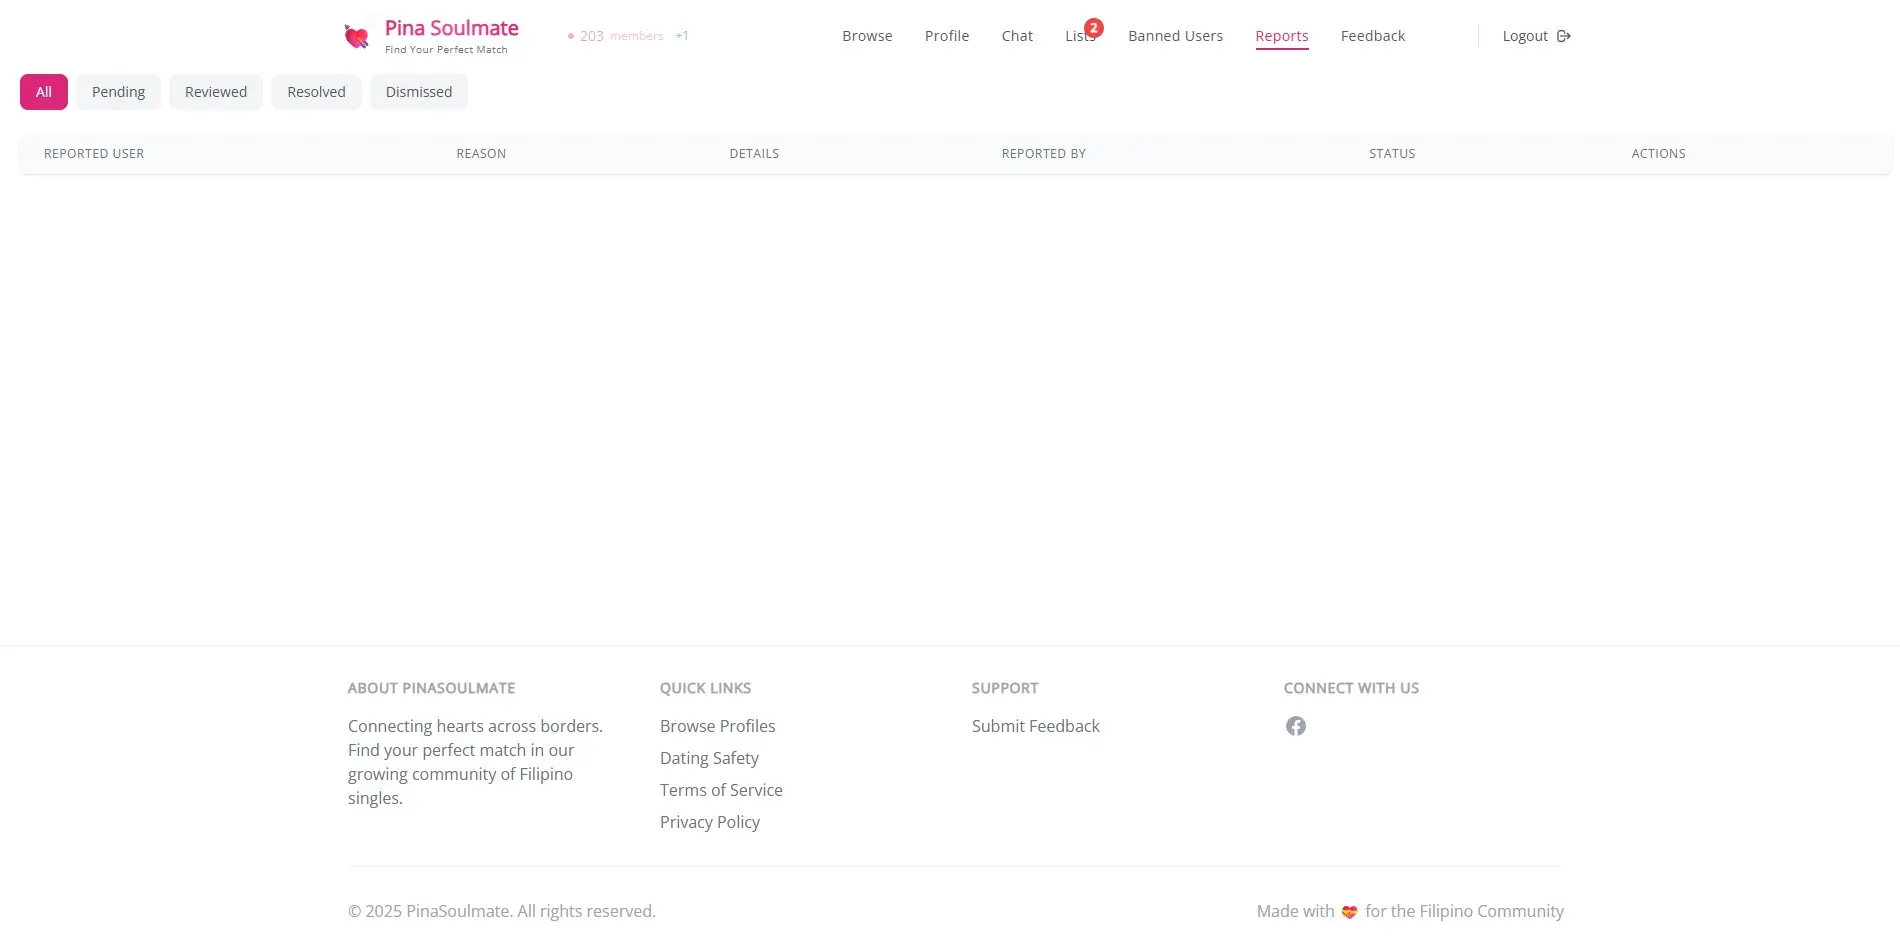 Pina Soulmate
Find Your Perfect Match
203 members +1
Browse
Profile
Chat
Lists
2
Banned Users
Reports
Feedback
Logout
All
Pending
Reviewed
Resolved
Dismissed
REPORTED USER
REASON
DETAILS
REPORTED BY
STATUS
ACTIONS
ABOUT PINASOULMATE
Connecting hearts across borders.
Find your perfect match in our
growing community of Filipino
singles.
QUICK LINKS
Browse Profiles
Dating Safety
Terms of Service
Privacy Policy
SUPPORT
Submit Feedback
CONNECT WITH US
© 2025 PinaSoulmate. All rights reserved.
Made with 💝 for the Filipino Community